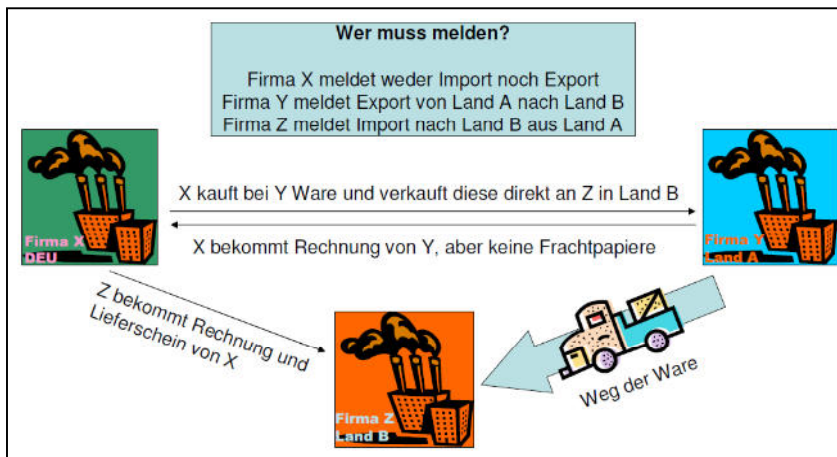 Wer muss melden?
Firma X meldet weder Import noch Export
Firma Y meldet Export von Land A nach Land B
Firma Z meldet Import nach Land B aus Land A
X kauft bei Y Ware und verkauft diese direkt an Z in Land B
X bekommt Rechnung von Y, aber keine Frachtpapiere
Firma X
DEU
Firma Y
Land A
Z bekommt Rechnung und
Lieferschein von X
Weg der Ware
Firma Z
Land B